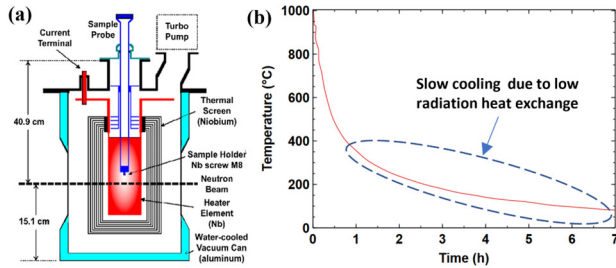 (a)
Sample
Probe
Turbo
Pump
Current
Terminal
Thermal
Screen
(Niobium)
40.9 cm
Sample Holder
Nb screw M8
Neutron
Beam
Heater
Element
(Nb)
15.1 cm
Water-cooled
Vacuum Can
(aluminum)
(b)
1000
800
600
400
200
0
Temperature (°C)
Slow cooling due to low
radiation heat exchange
0 1 2 3 4 5 6 7
Time (h)